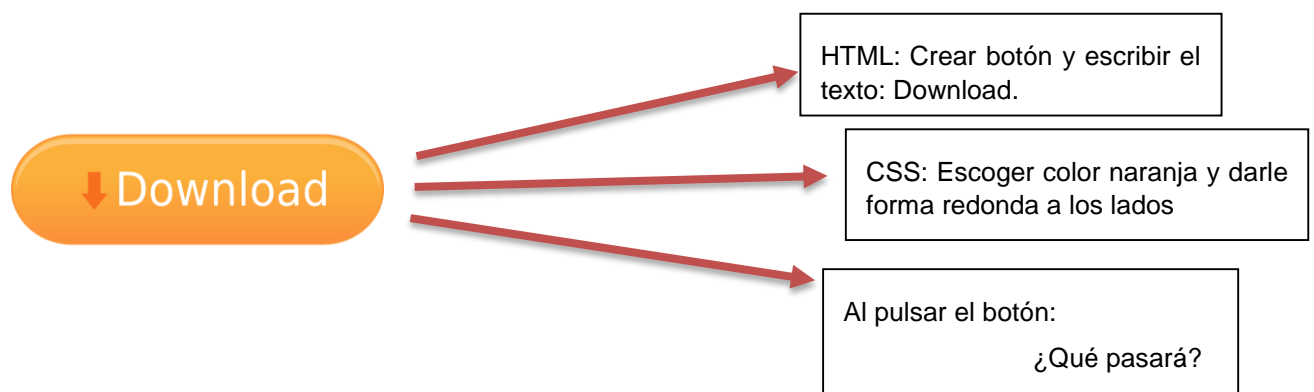 HTML: Crear botón y escribir el
texto: Download.
Download
CSS: Escoger color naranja y darle
forma redonda a los lados
Al pulsar el botón:
¿Qué pasará?